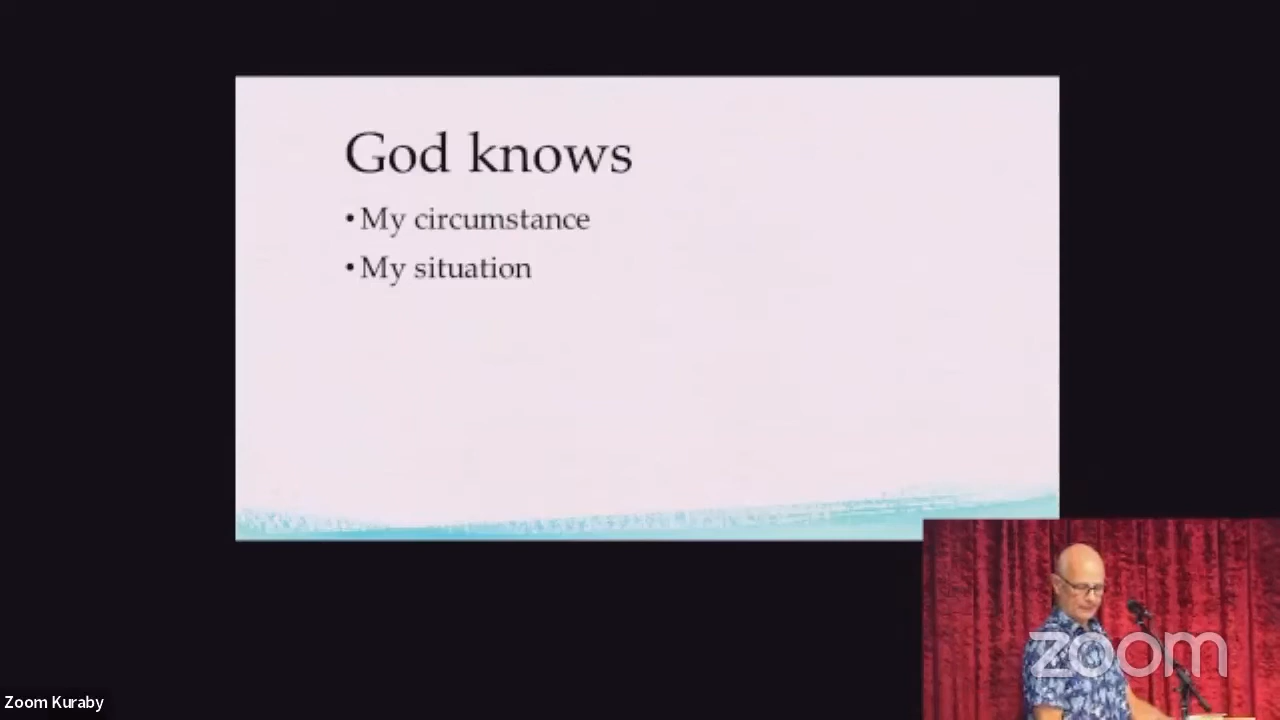 God knows
• My circumstance
• My situation
zoom
Zoom Kuraby